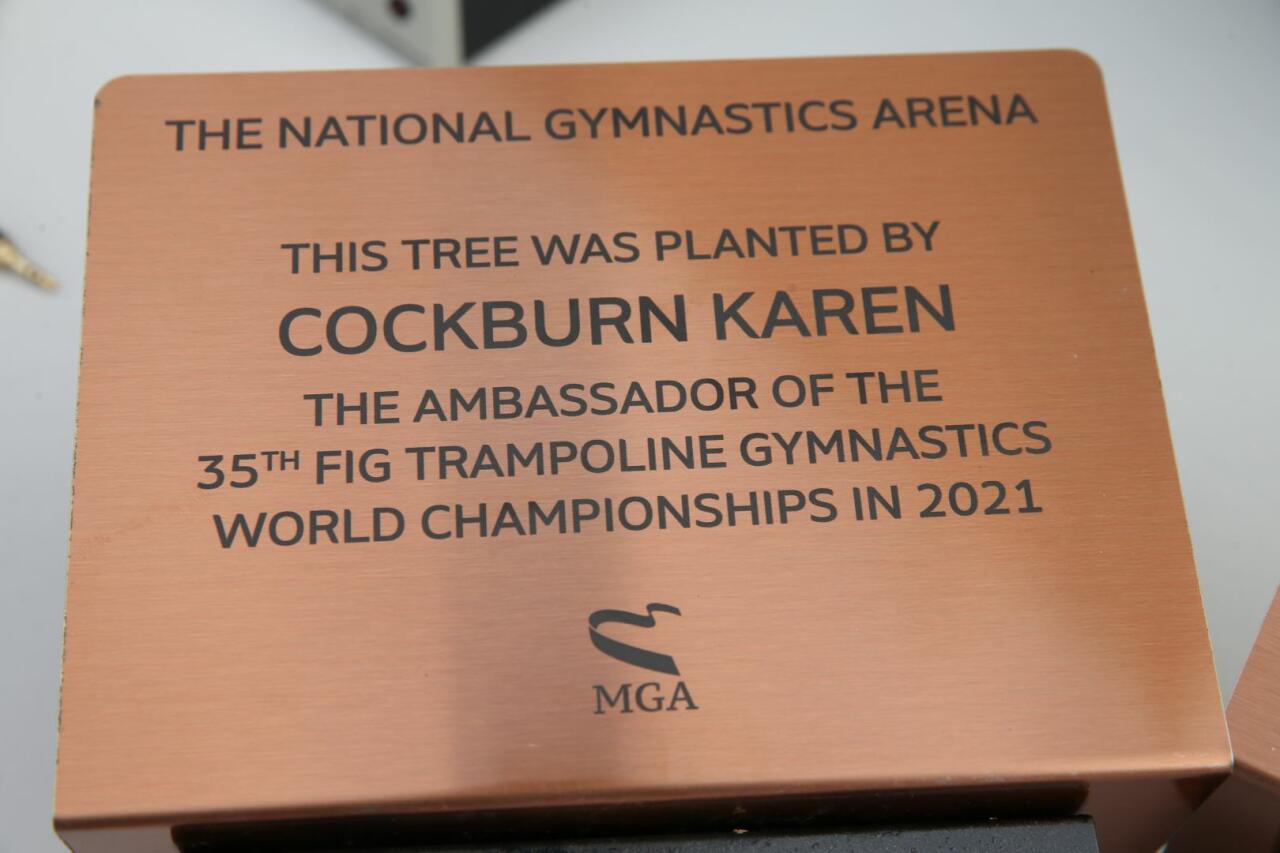 THE NATIONAL GYMNASTICS ARENA
THIS TREE WAS PLANTED BY
COCKBURN KAREN
THE AMBASSADOR OF THE
35TH FIG TRAMPOLINE GYMNASTICS
WORLD CHAMPIONSHIPS IN 2021
MGA